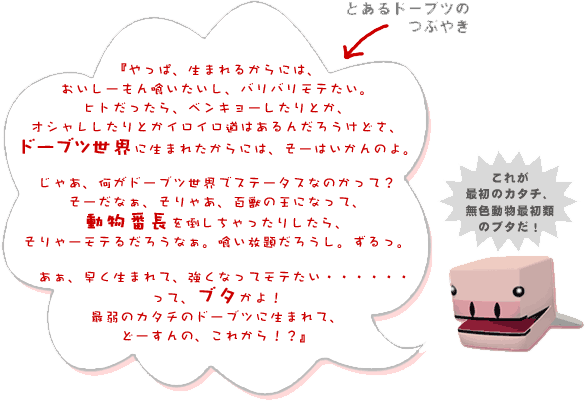 とあるドーブツの
つぶやき
『やっぱ、生まれるからには、
おいしーもん喰いたいし、バリバリモテたい。
ヒトだったら、ベンキョーしたりとか、
オシャレしたりとかイロイロ道はあるんだろうけどさ、
ドーブツ世界に生まれたからには、そーはいかんのよ。
じゃあ、何がドーブツ世界でステータスなのかって？
そーだなぁ、そりゃあ、百獣の王になって、
動物番長を倒しちゃったりしたら、
そりゃーモテるだろうなぁ。喰い放題だろうし。ずるっ。
あぁ、早く生まれて、強くなってモテたい・・・・・・
って、ブタかよ！
最弱のカタチのドーブツに生まれて、
どーすんの、これから！？』
これが
最初のカタチ、
無色動物最初類
のブタだ！